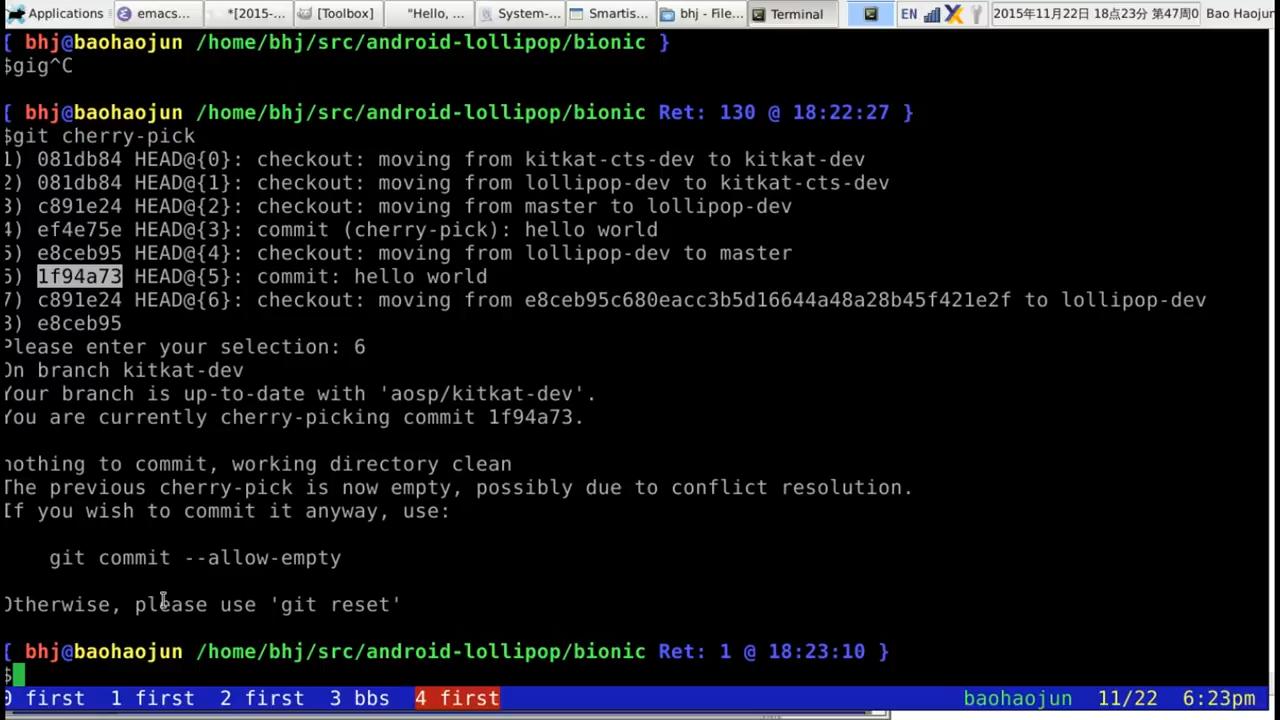 Applications emacs... *[2015-... [Toolbox] "Hello, ... System-... Smartis... bhj - File... Terminal EN 2015年11月22日 18点23分 第47周0 Bao Haojun
[ bhj@baohaojun /home/bhj/src/android-lollipop/bionic }
$gig^C
[ bhj@baohaojun /home/bhj/src/android-lollipop/bionic Ret: 130 @ 18:22:27 }
$git cherry-pick
1) 081db84 HEAD@{0}: checkout: moving from kitkat-cts-dev to kitkat-dev
2) 081db84 HEAD@{1}: checkout: moving from lollipop-dev to kitkat-cts-dev
3) c891e24 HEAD@{2}: checkout: moving from master to lollipop-dev
4) ef4e75e HEAD@{3}: commit (cherry-pick): hello world
5) e8ceb95 HEAD@{4}: checkout: moving from lollipop-dev to master
6) 1f94a73 HEAD@{5}: commit: hello world
7) c891e24 HEAD@{6}: checkout: moving from e8ceb95c680eacc3b5d16644a48a28b45f421e2f to lollipop-dev
8) e8ceb95
Please enter your selection: 6
On branch kitkat-dev
Your branch is up-to-date with 'aosp/kitkat-dev'.
You are currently cherry-picking commit 1f94a73.
nothing to commit, working directory clean
The previous cherry-pick is now empty, possibly due to conflict resolution.
If you wish to commit it anyway, use:
git commit --allow-empty
Otherwise, please use 'git reset'
[ bhj@baohaojun /home/bhj/src/android-lollipop/bionic Ret: 1 @ 18:23:10 }
$
0 first 1 first 2 first 3 bbs 4 first baohaojun 11/22 6:23pm